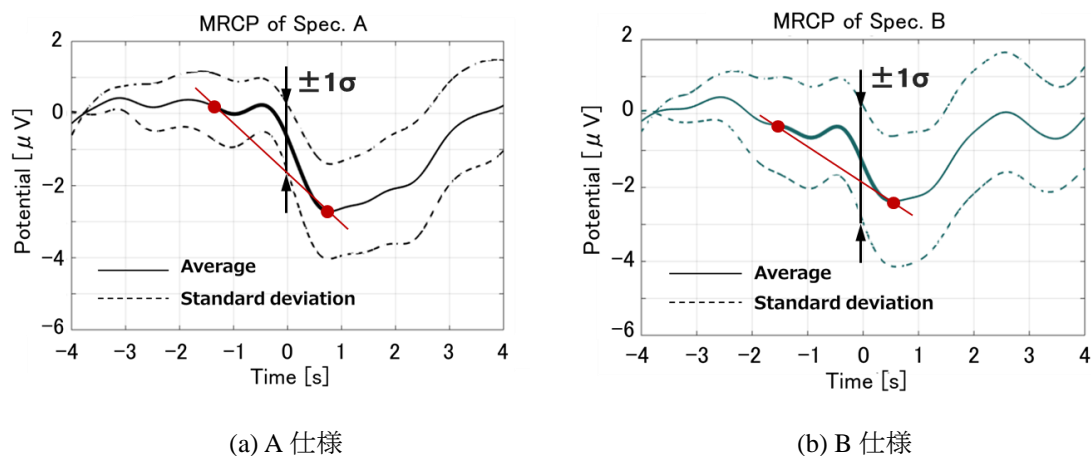 MRCP of Spec. A
±1σ
Potential [μV]
2
0
-2
-4
-6
Average
Standard deviation
-4 -3 -2 -1 0 1 2 3 4
Time [s]
(a) A 仕様
MRCP of Spec. B
±1σ
Potential [μV]
2
0
-2
-4
-6
Average
Standard deviation
-4 -3 -2 -1 0 1 2 3 4
Time [s]
(b) B 仕様